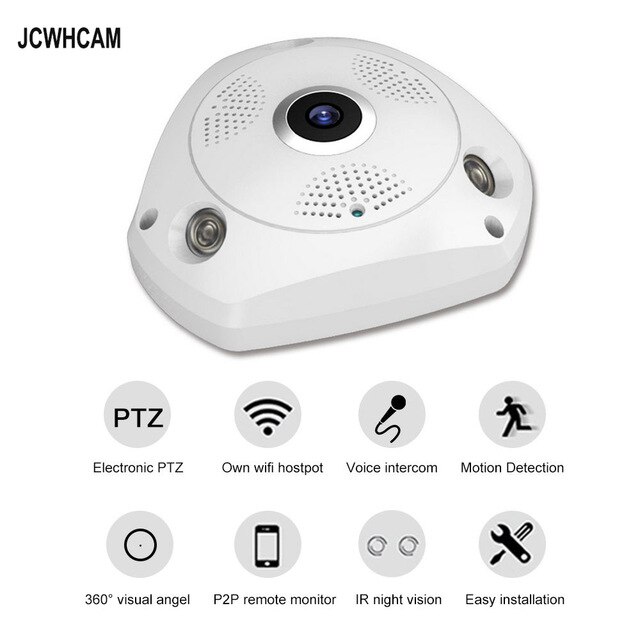 JCWHCAM
PTZ
Electronic PTZ
Own wifi hostpot
Voice intercom
Motion Detection
360° visual angel
P2P remote monitor
IR night vision
Easy installation